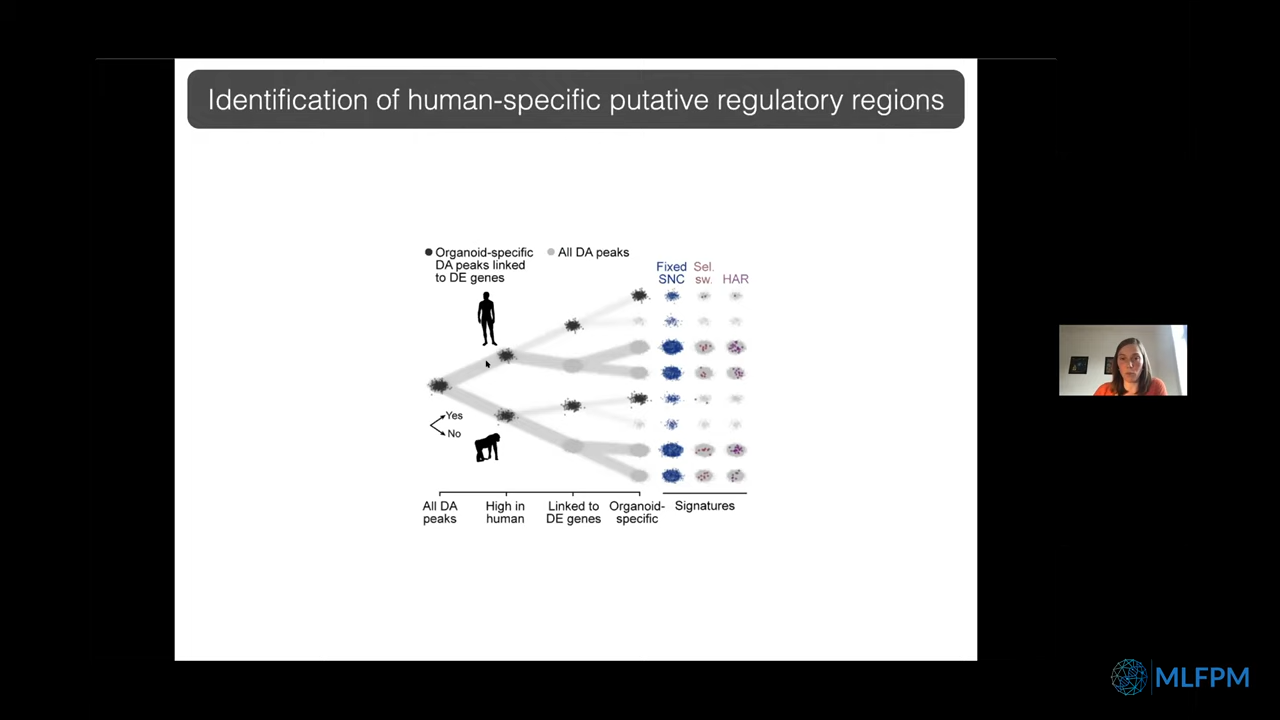 Identification of human-specific putative regulatory regions
Organoid-specific
DA peaks linked
to DE genes
All DA peaks
Fixed
SNC
Sel.
sw.
HAR
Yes
No
All DA
peaks
High in
human
Linked to
DE genes
Organoid-
specific
Signatures
MLFPM